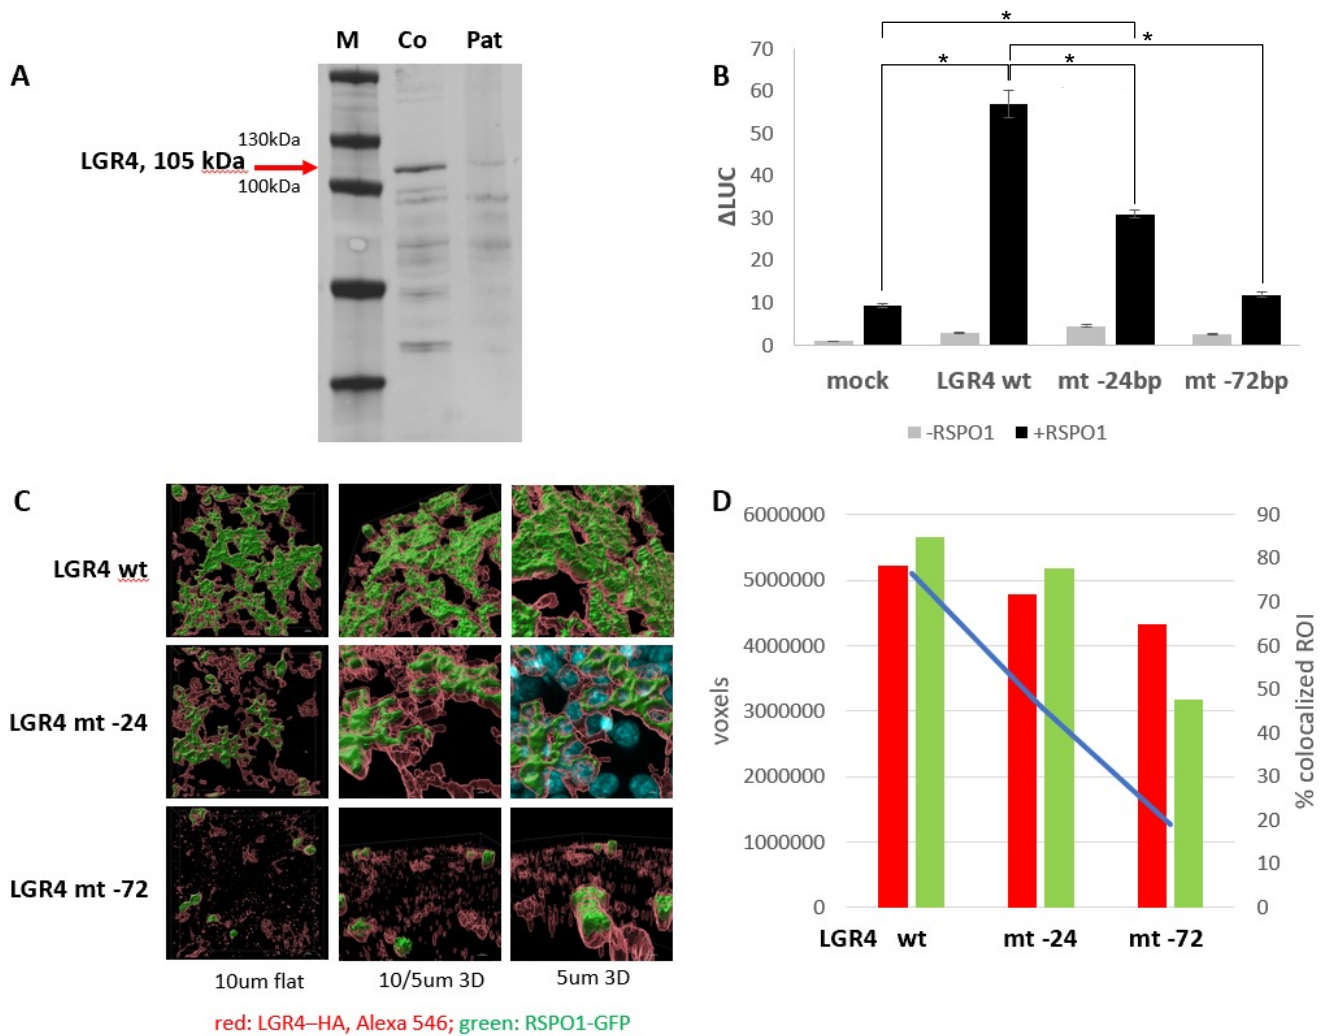 A
M Co Pat
130kDa
LGR4, 105 kDa
100kDa
B
* 
*
* *
70
60
50
40
30
20
10
0
ΔLUC
mock LGR4 wt mt -24bp mt -72bp
-RSPO1 +RSPO1
C
LGR4 wt
LGR4 mt -24
LGR4 mt -72
10um flat 10/5um 3D 5um 3D
red: LGR4–HA, Alexa 546; green: RSPO1-GFP
D
6000000
5000000
4000000
3000000
2000000
1000000
0
voxels
90
80
70
60
50
40
30
20
10
0
% colocalized ROI
LGR4 wt mt -24 mt -72